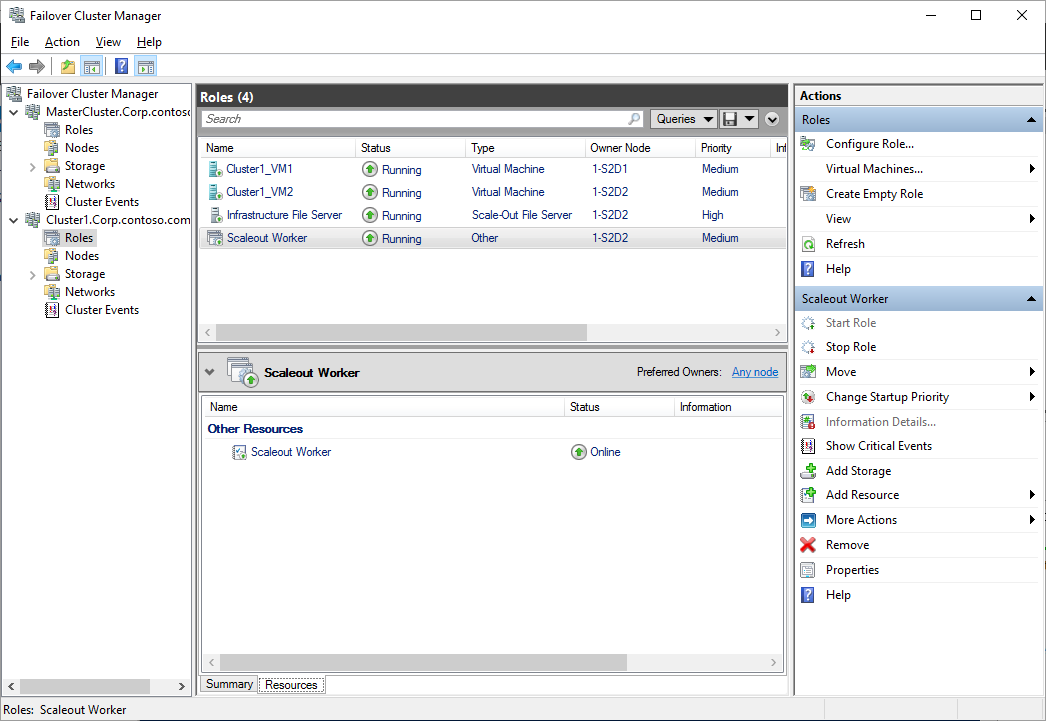 Failover Cluster Manager
File Action View Help
Failover Cluster Manager
MasterCluster.Corp.contoso
Roles
Nodes
Storage
Networks
Cluster Events
Cluster1.Corp.contoso.com
Roles
Nodes
Storage
Networks
Cluster Events
Roles (4)
Search
Queries
Name Status Type Owner Node Priority Inf
Cluster1_VM1 Running Virtual Machine 1-S2D1 Medium
Cluster1_VM2 Running Virtual Machine 1-S2D2 Medium
Infrastructure File Server Running Scale-Out File Server 1-S2D2 High
Scaleout Worker Running Other 1-S2D2 Medium
Scaleout Worker Preferred Owners: Any node
Name Status Information
Other Resources
Scaleout Worker Online
Summary Resources
Actions
Roles
Configure Role...
Virtual Machines...
Create Empty Role
View
Refresh
Help
Scaleout Worker
Start Role
Stop Role
Move
Change Startup Priority
Information Details...
Show Critical Events
Add Storage
Add Resource
More Actions
Remove
Properties
Help
Roles: Scaleout Worker